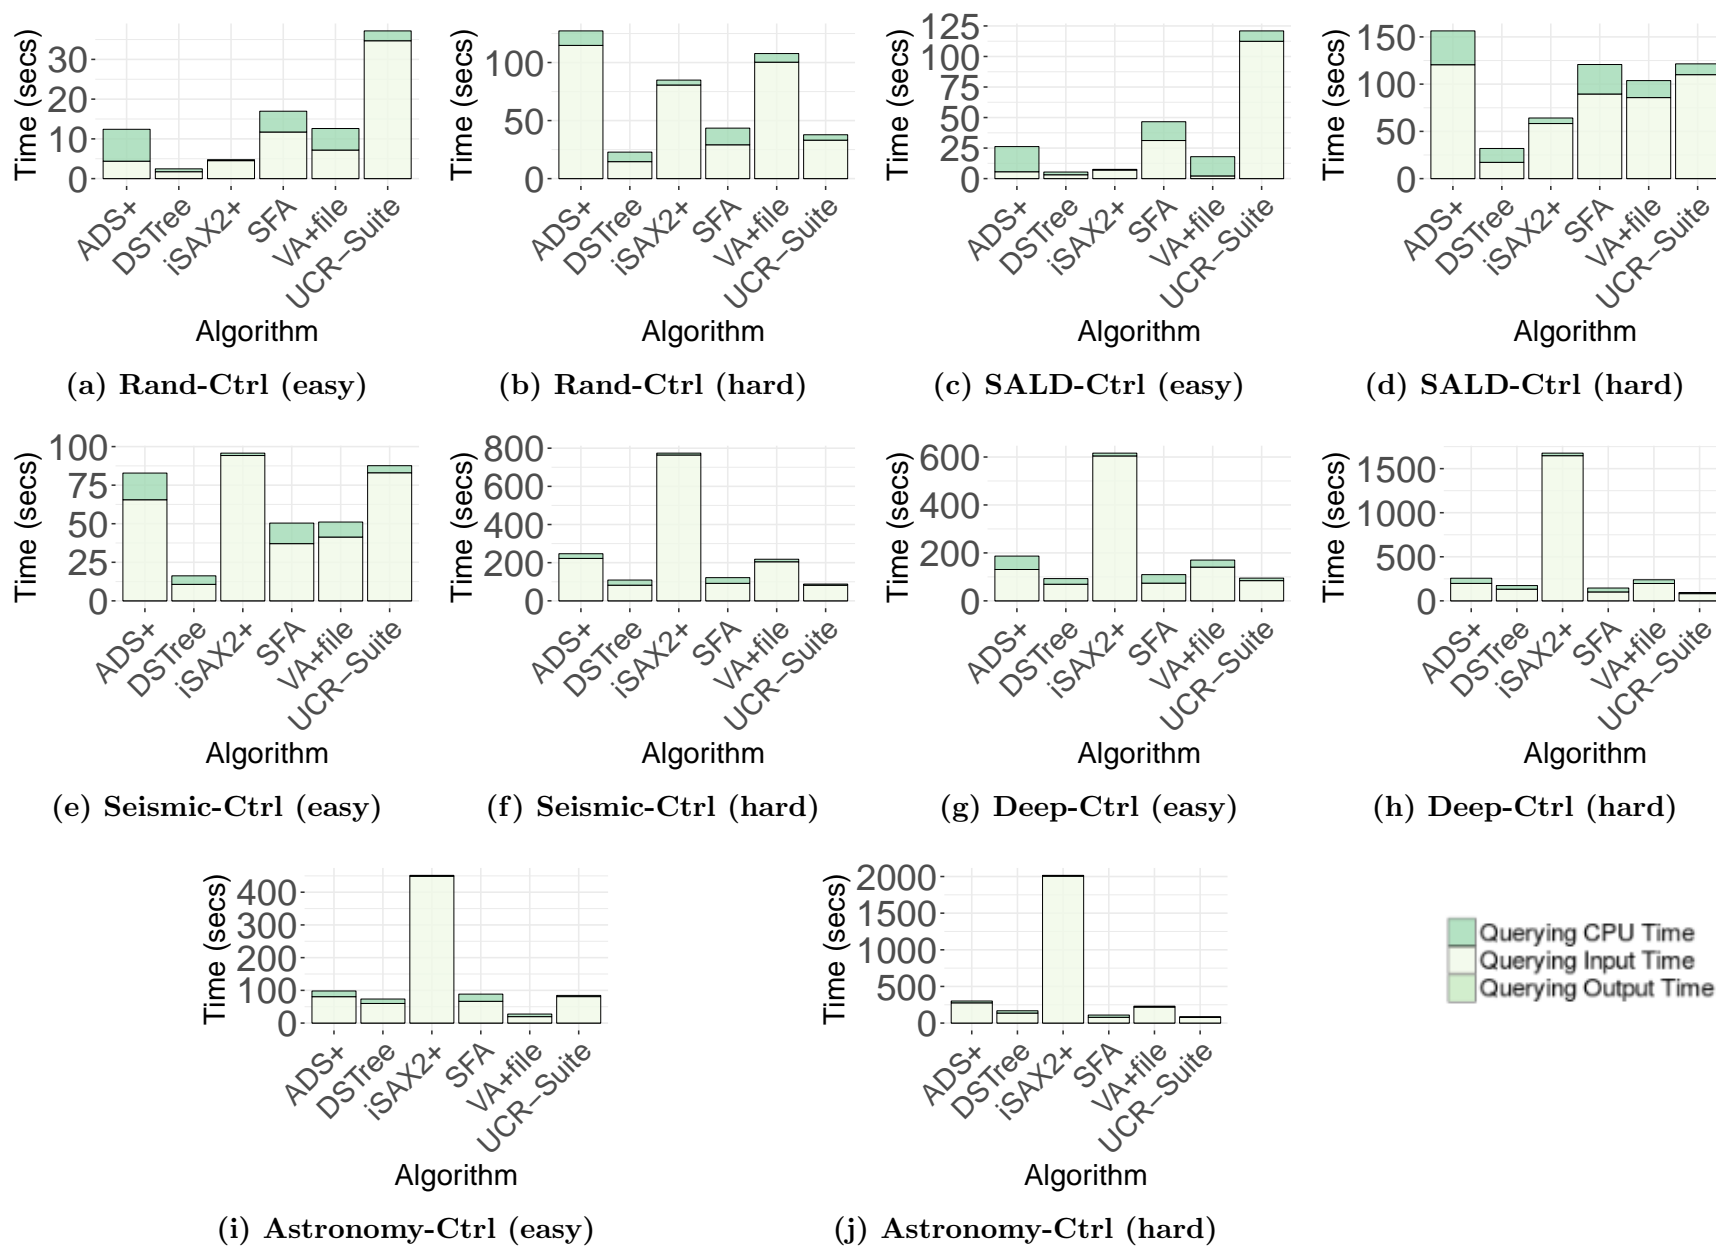 Time (secs)
30
20
10
0
ADS+
DSTree
iSAX2+
SFA
VA+file
UCR−Suite
Algorithm
(a) Rand-Ctrl (easy)
Time (secs)
100
50
0
ADS+
DSTree
iSAX2+
SFA
VA+file
UCR−Suite
Algorithm
(b) Rand-Ctrl (hard)
Time (secs)
125
100
75
50
25
0
ADS+
DSTree
iSAX2+
SFA
VA+file
UCR−Suite
Algorithm
(c) SALD-Ctrl (easy)
Time (secs)
150
100
50
0
ADS+
DSTree
iSAX2+
SFA
VA+file
UCR−Suite
Algorithm
(d) SALD-Ctrl (hard)
Time (secs)
100
75
50
25
0
ADS+
DSTree
iSAX2+
SFA
VA+file
UCR−Suite
Algorithm
(e) Seismic-Ctrl (easy)
Time (secs)
800
600
400
200
0
ADS+
DSTree
iSAX2+
SFA
VA+file
UCR−Suite
Algorithm
(f) Seismic-Ctrl (hard)
Time (secs)
600
400
200
0
ADS+
DSTree
iSAX2+
SFA
VA+file
UCR−Suite
Algorithm
(g) Deep-Ctrl (easy)
Time (secs)
1500
1000
500
0
ADS+
DSTree
iSAX2+
SFA
VA+file
UCR−Suite
Algorithm
(h) Deep-Ctrl (hard)
Time (secs)
400
300
200
100
0
ADS+
DSTree
iSAX2+
SFA
VA+file
UCR−Suite
Algorithm
(i) Astronomy-Ctrl (easy)
Time (secs)
2000
1500
1000
500
0
ADS+
DSTree
iSAX2+
SFA
VA+file
UCR−Suite
Algorithm
(j) Astronomy-Ctrl (hard)
Querying CPU Time
Querying Input Time
Querying Output Time